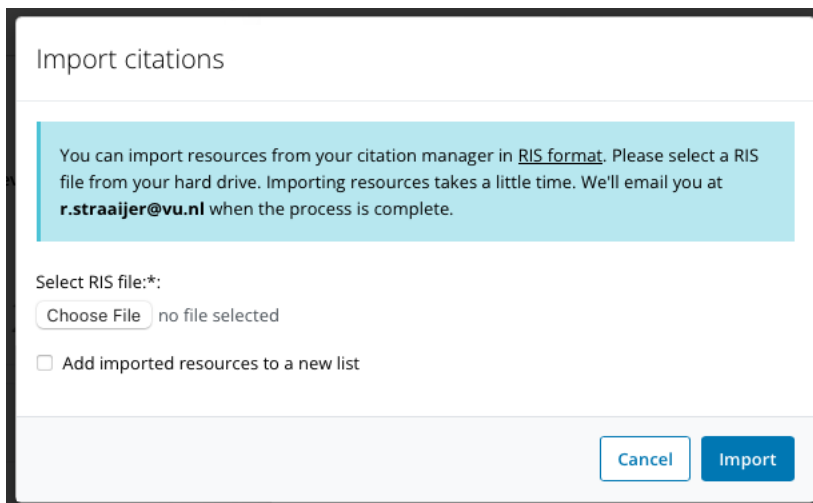 Import citations
You can import resources from your citation manager in RIS format. Please select a RIS
file from your hard drive. Importing resources takes a little time. We'll email you at
r.straaijer@vu.nl when the process is complete.
Select RIS file:*:
Choose File no file selected
Add imported resources to a new list
Cancel Import